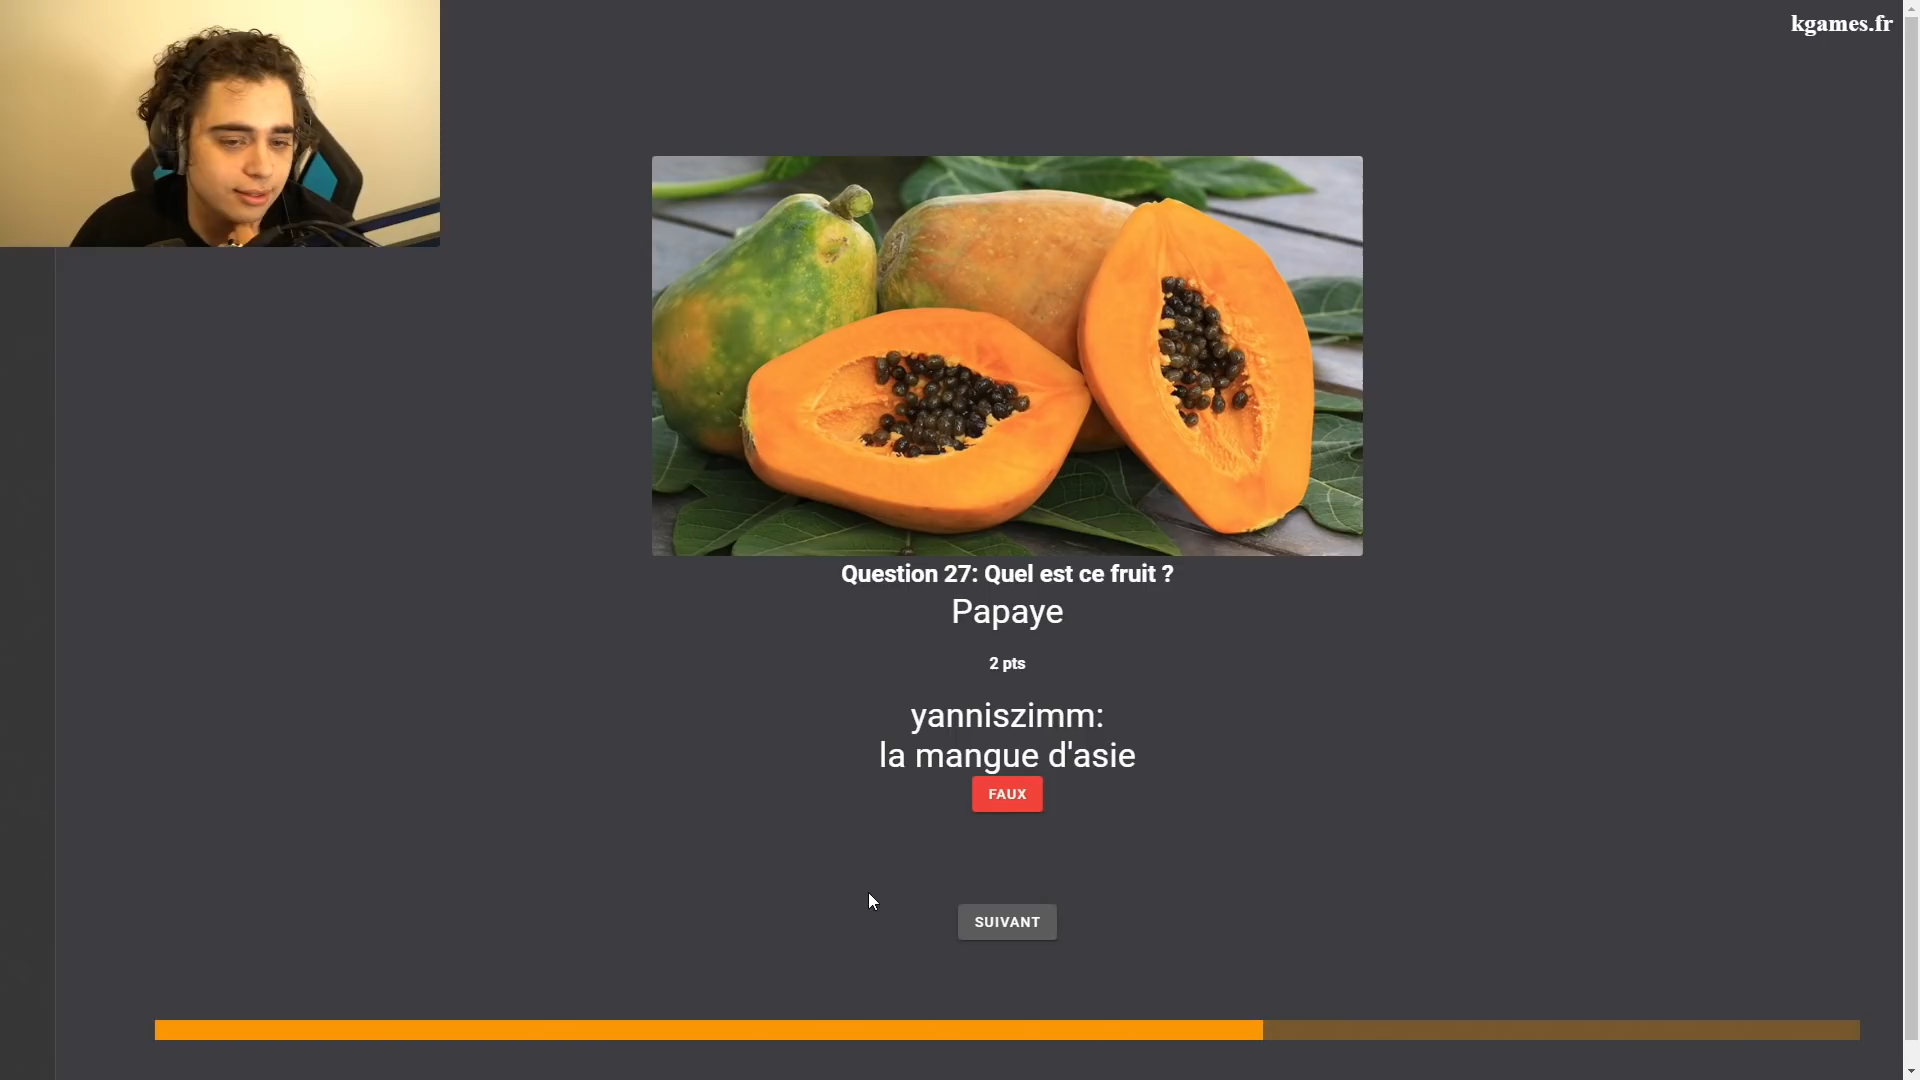 kgames.fr
Question 27: Quel est ce fruit ?
Papaye
2 pts
yanniszimm:
la mangue d'asie
FAUX
SUIVANT